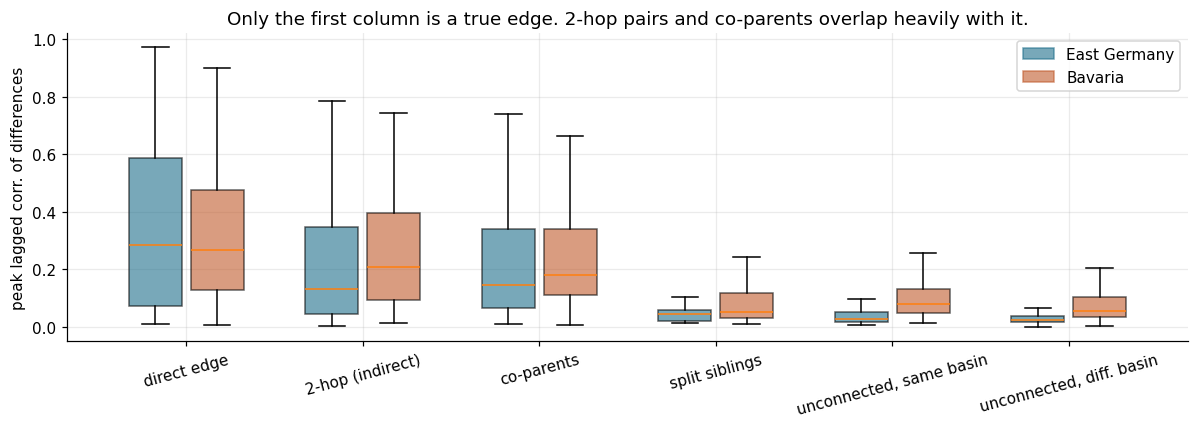 Only the first column is a true edge. 2-hop pairs and co-parents overlap heavily with it.
peak lagged corr. of differences
1.0
0.8
0.6
0.4
0.2
0.0
East Germany
Bavaria
direct edge
2-hop (indirect)
co-parents
split siblings
unconnected, same basin
unconnected, diff. basin